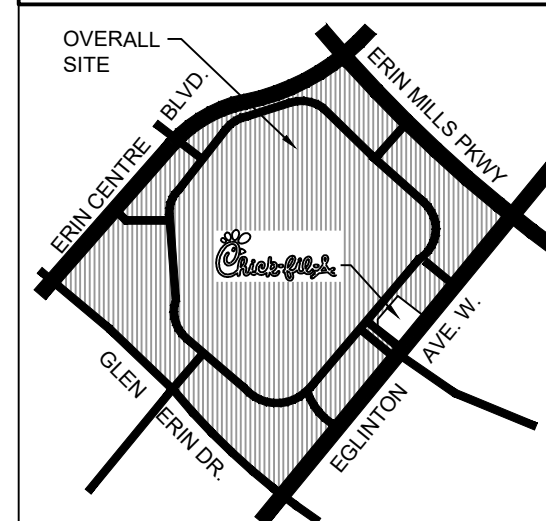 OVERALL
SITE
BLVD.
ERIN CENTRE
ERIN MILLS PKWY
Chick-fil-A
AVE. W.
EGLINTON
GLEN
ERIN DR.